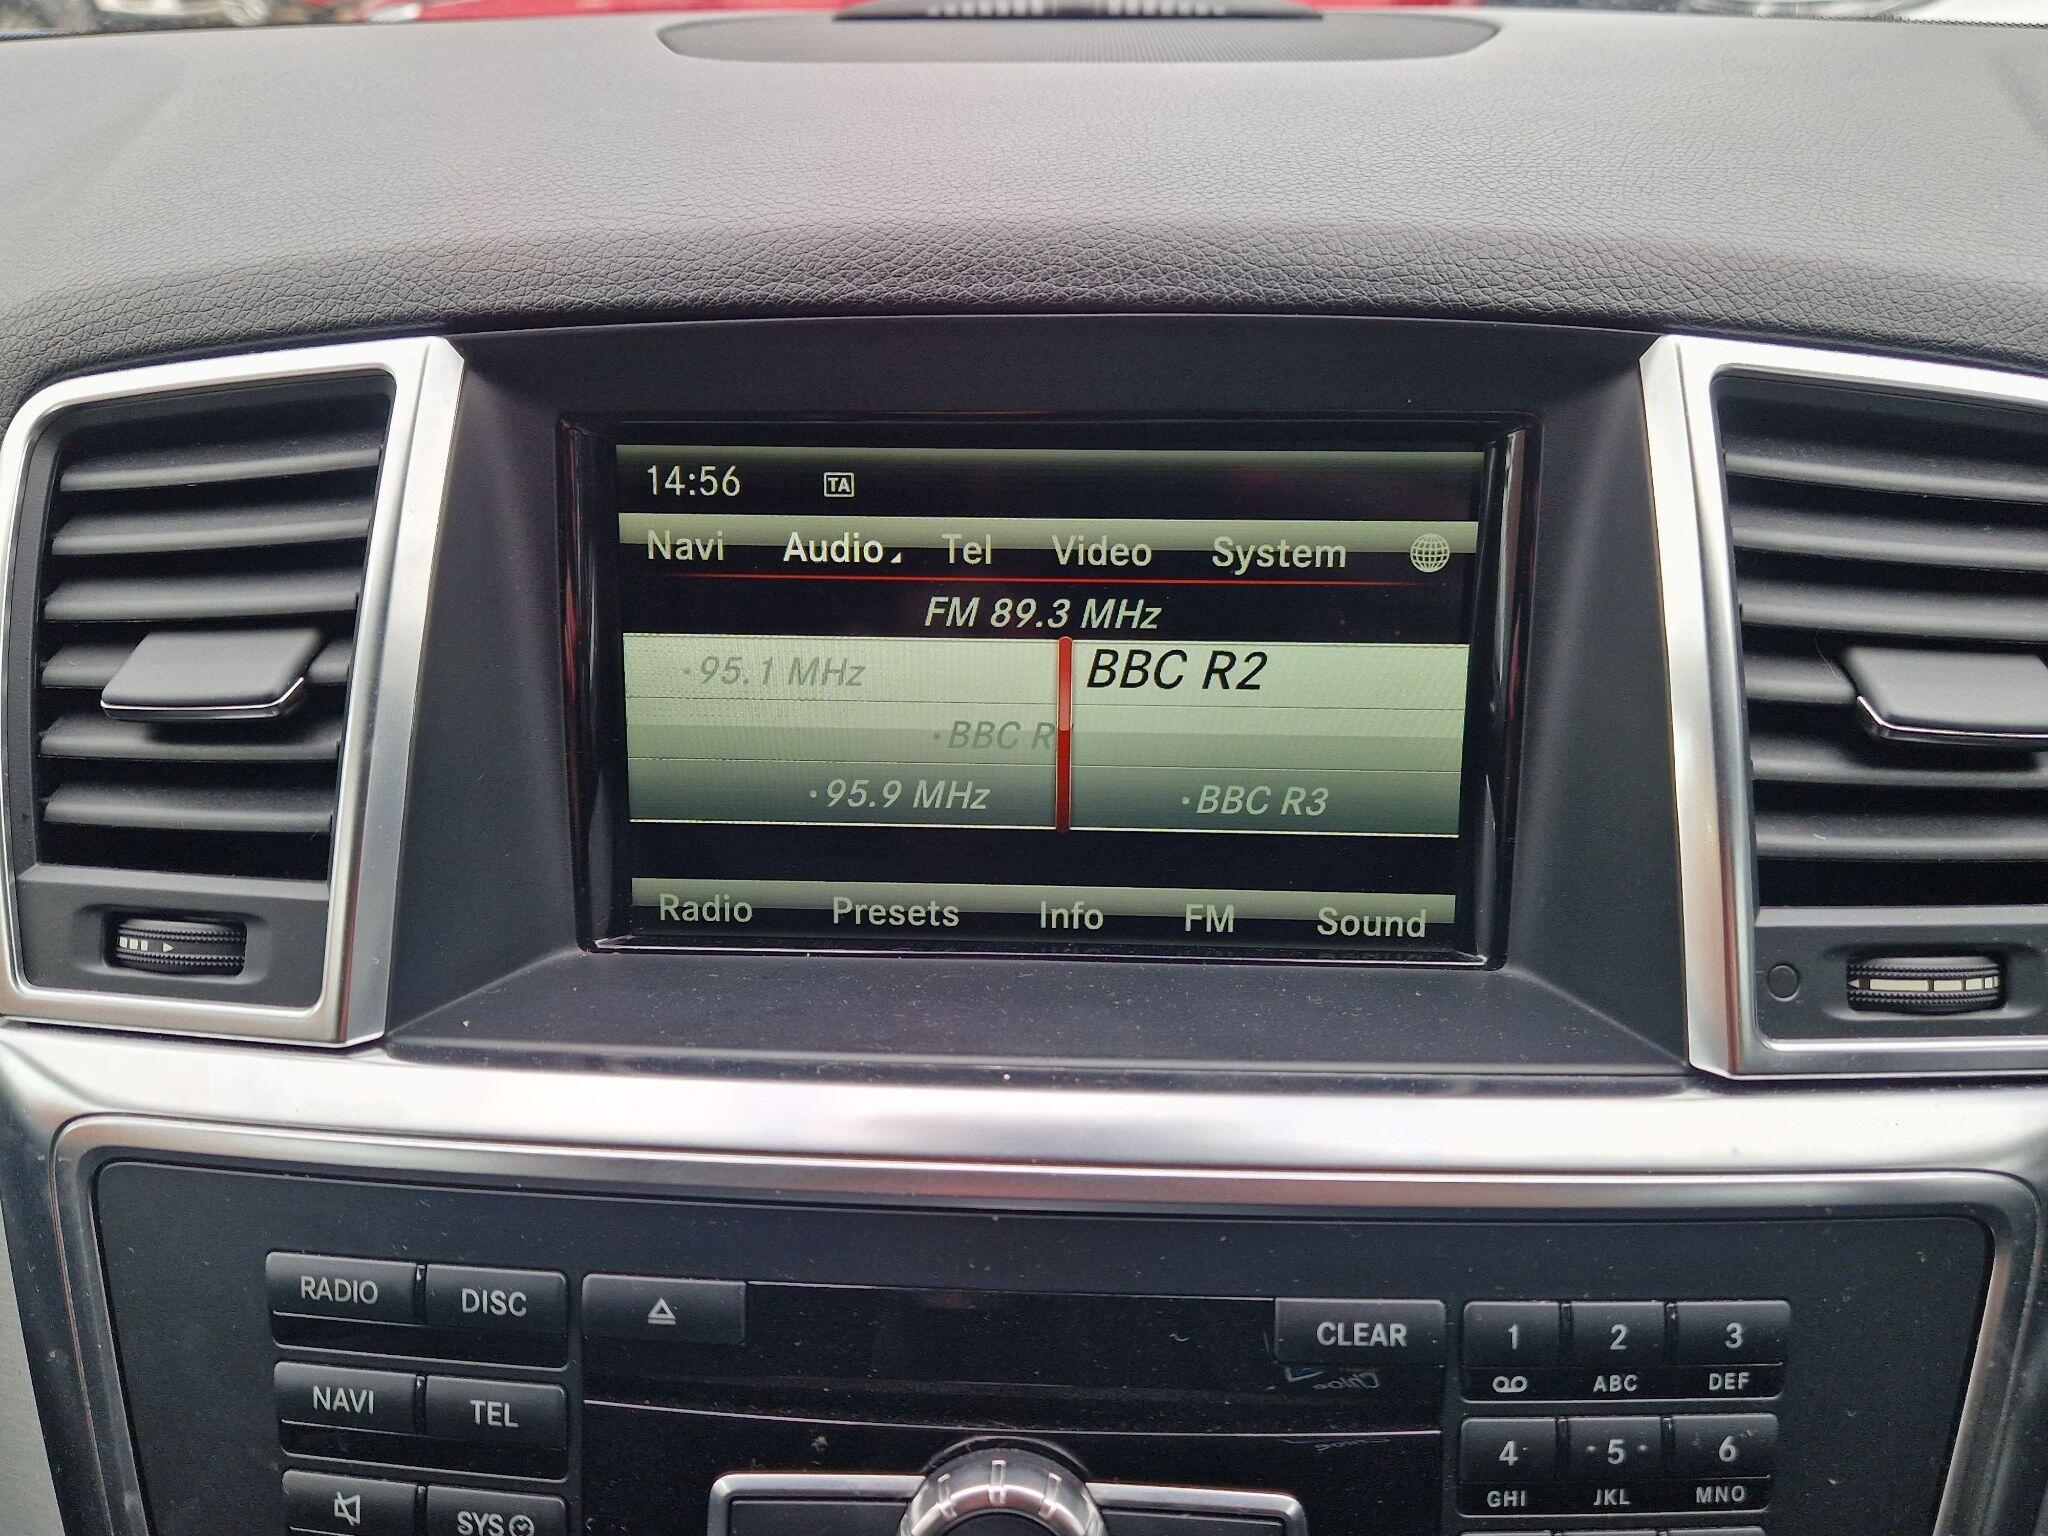 14:56 TA
Navi Audio Tel Video System
FM 89.3 MHz
·95.1 MHz BBC R2
·BBC R
·95.9 MHz ·BBC R3
Radio Presets Info FM Sound
RADIO DISC CLEAR 1 2 3
ABC DEF
NAVI TEL 4 5 6
GHI JKL MNO
SYS